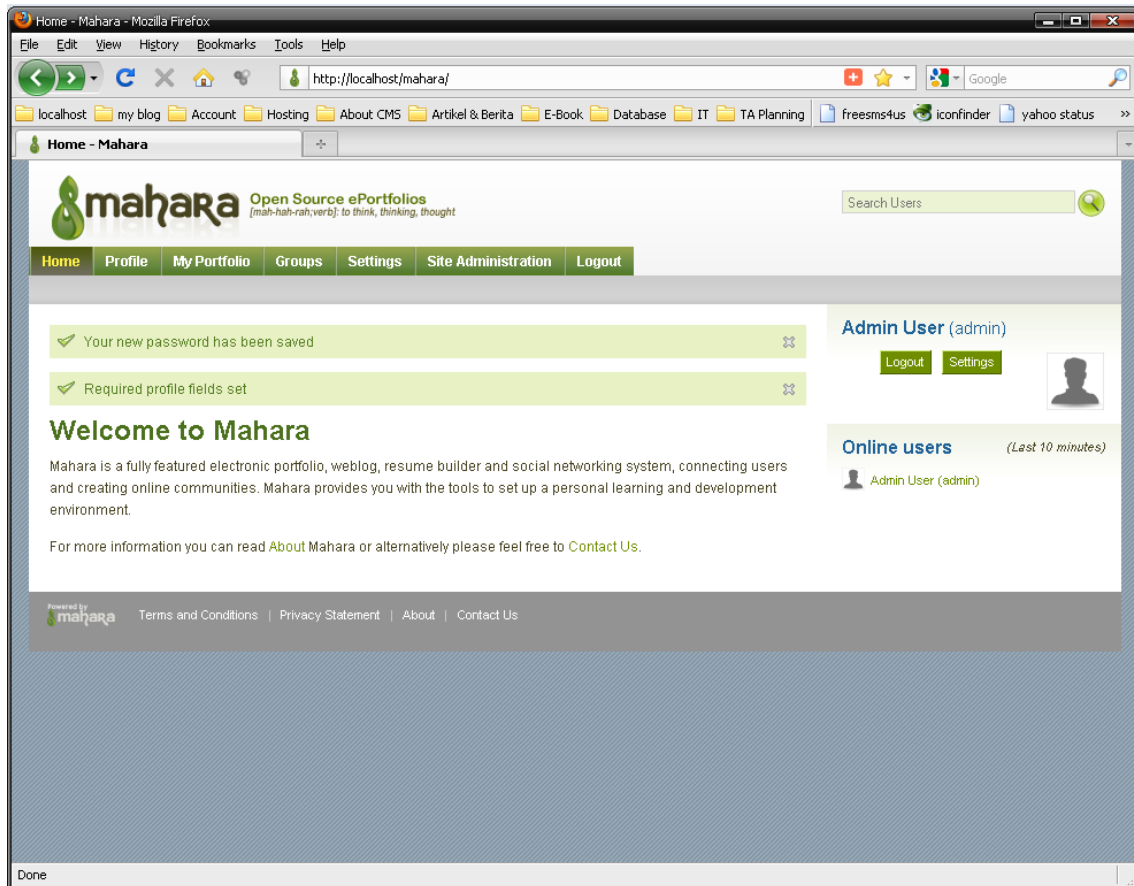 Home - Mahara - Mozilla Firefox
File Edit View History Bookmarks Tools Help
http://localhost/mahara/ Google
localhost my blog Account Hosting About CMS Artikel & Berita E-Book Database IT TA Planning freesms4us iconfinder yahoo status »
Home - Mahara
mahara Open Source ePortfolios
[mah-hah-rah;verb]: to think, thinking, thought
Search Users
Home Profile My Portfolio Groups Settings Site Administration Logout
Your new password has been saved
Required profile fields set
Welcome to Mahara
Mahara is a fully featured electronic portfolio, weblog, resume builder and social networking system, connecting users
and creating online communities. Mahara provides you with the tools to set up a personal learning and development
environment.
For more information you can read About Mahara or alternatively please feel free to Contact Us.
Admin User (admin)
Logout Settings
Online users (Last 10 minutes)
Admin User (admin)
Powered by
mahara
Terms and Conditions | Privacy Statement | About | Contact Us
Done